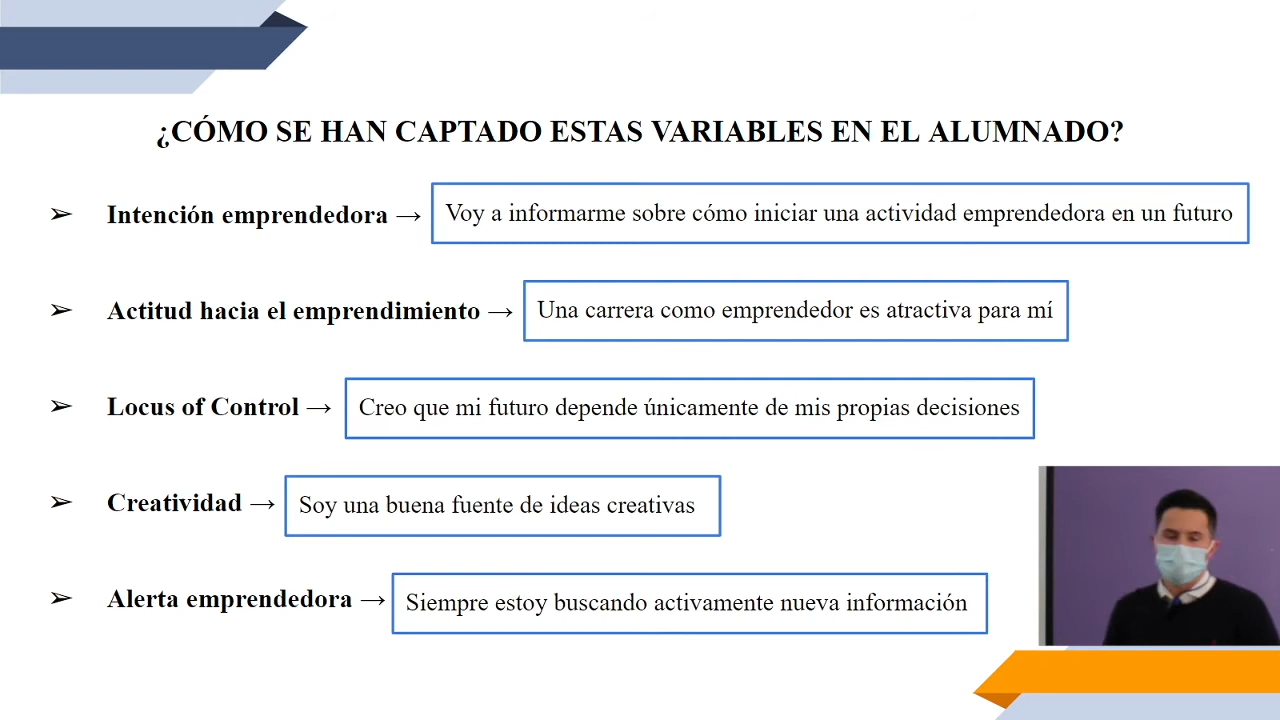 ¿CÓMO SE HAN CAPTADO ESTAS VARIABLES EN EL ALUMNADO?
➢ Intención emprendedora → Voy a informarme sobre cómo iniciar una actividad emprendedora en un futuro
➢ Actitud hacia el emprendimiento → Una carrera como emprendedor es atractiva para mí
➢ Locus of Control → Creo que mi futuro depende únicamente de mis propias decisiones
➢ Creatividad → Soy una buena fuente de ideas creativas
➢ Alerta emprendedora → Siempre estoy buscando activamente nueva información